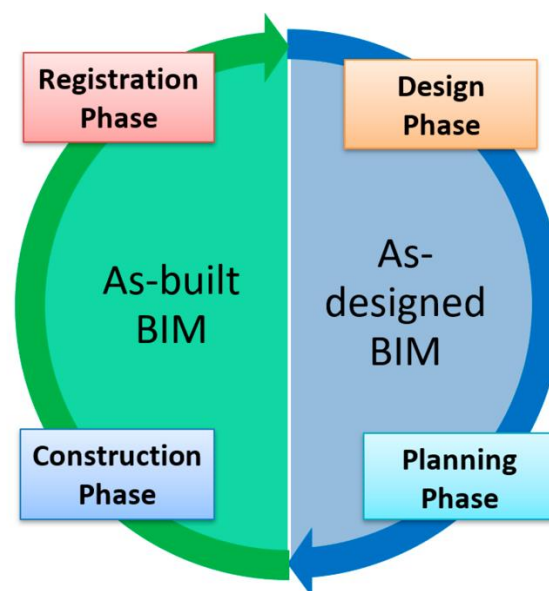 Registration
Phase
Design
Phase
As-built
BIM
As-
designed
BIM
Construction
Phase
Planning
Phase